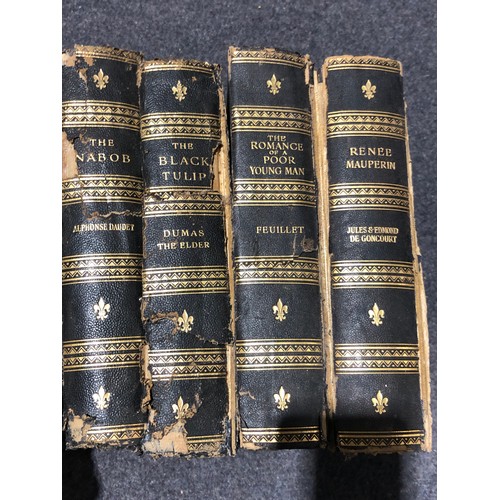 THE
NABOB
ALPHONSE DAUDET
THE
BLACK
TULIP
DUMAS
THE ELDER
THE
ROMANCE
OF A
POOR
YOUNG MAN
FEUILLET
RENÉE
MAUPERIN
JULES & EDMOND
DE GONCOURT